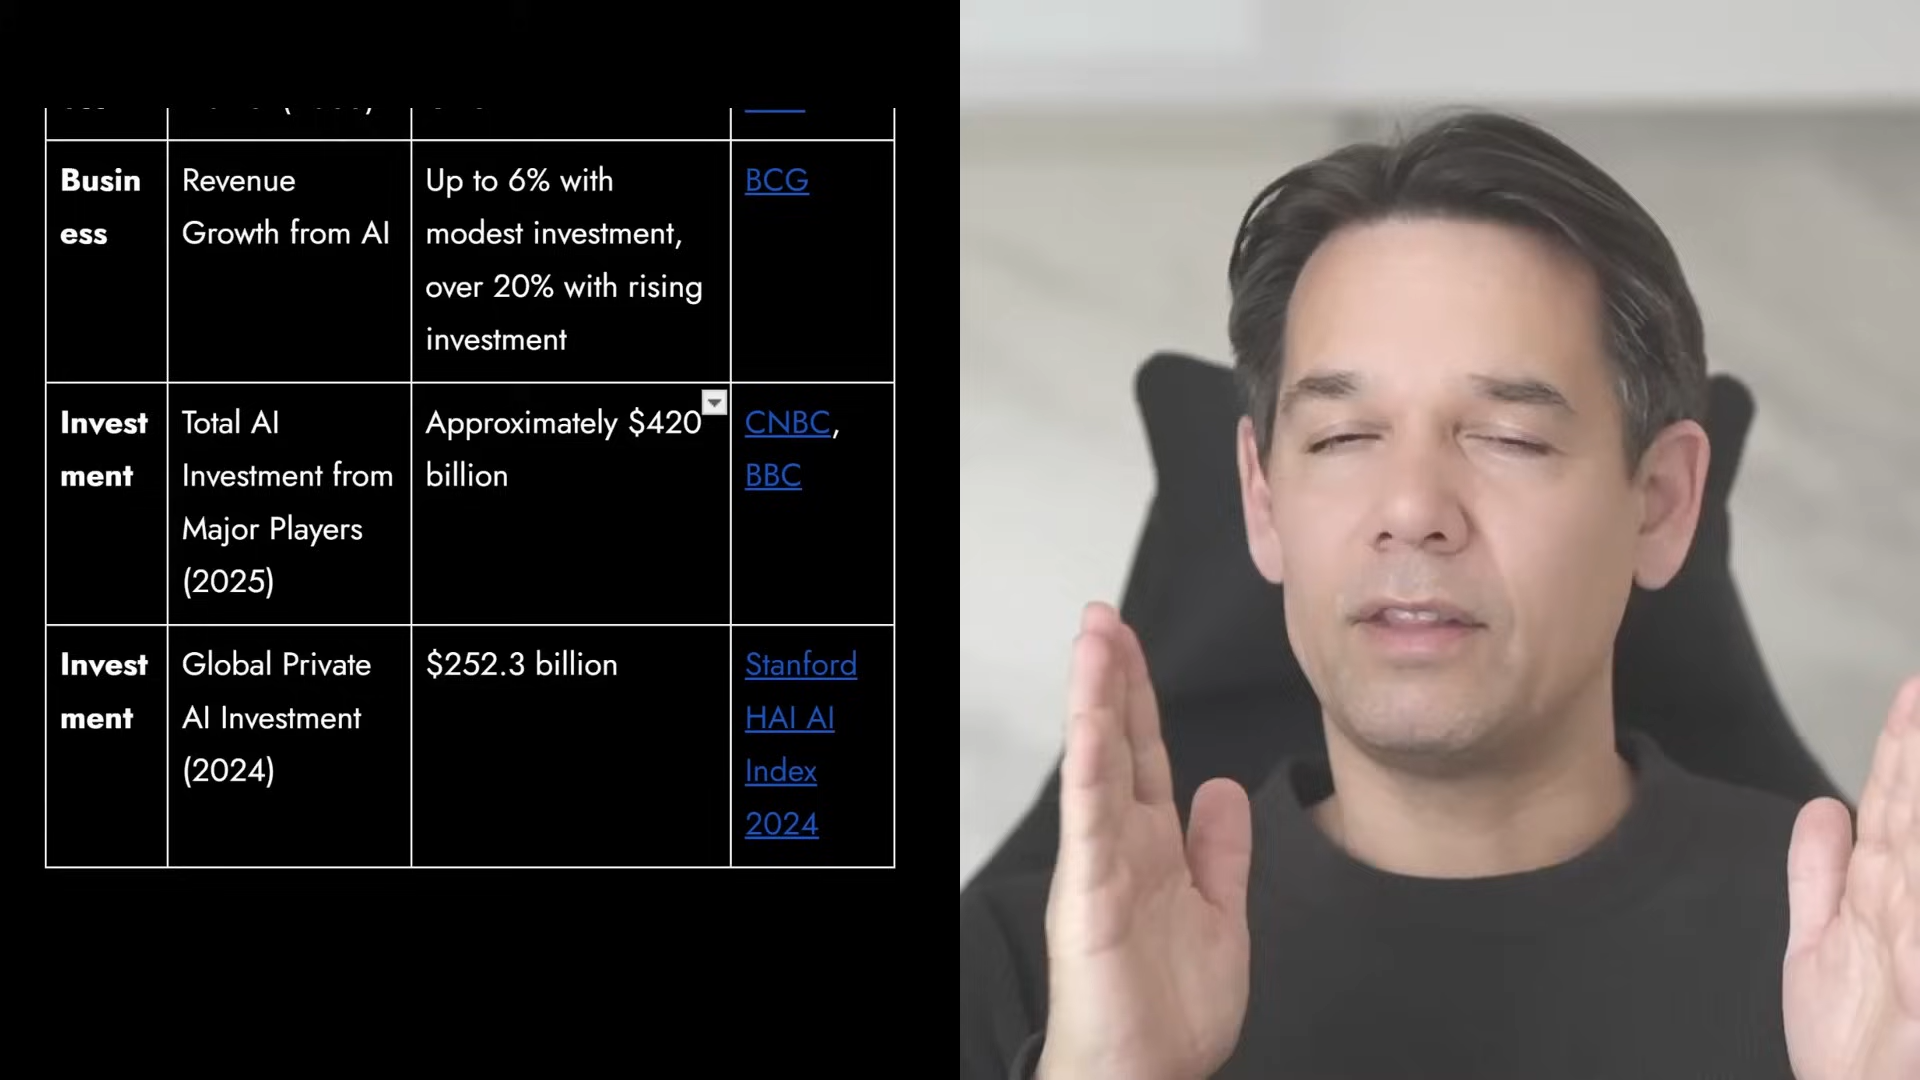 Busin
ess
Revenue
Growth from AI
Up to 6% with
modest investment,
over 20% with rising
investment
BCG
Invest
ment
Total AI
Investment from
Major Players
(2025)
Approximately $420
billion
CNBC,
BBC
Invest
ment
Global Private
AI Investment
(2024)
$252.3 billion
Stanford
HAI AI
Index
2024